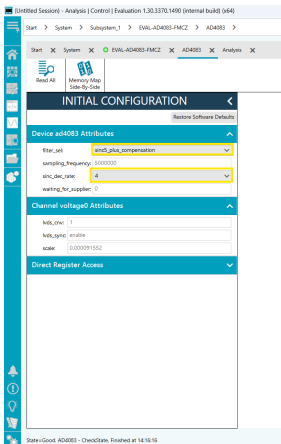 [Untitled Session] - Analysis | Control | Evaluation 1.30.3370.1490 (internal build) (x64)
Start > System > Subsystem_1 > EVAL-AD4083-FMCZ > AD4083 >
Start X System X EVAL-AD4083-FMCZ X AD4083 X Analysis X
Read All Memory Map Side-By-Side
INITIAL CONFIGURATION
Restore Software Defaults
Device ad4083 Attributes
filter_sel: sinc5_plus_compensation
sampling_frequency: 5000000
sinc_dec_rate: 4
waiting_for_supplier: 0
Channel voltage0 Attributes
lvds_cnv: 1
lvds_sync: enable
scale: 0.000091552
Direct Register Access
State=Good, AD4083 - CheckState, Finished at 14:16:16